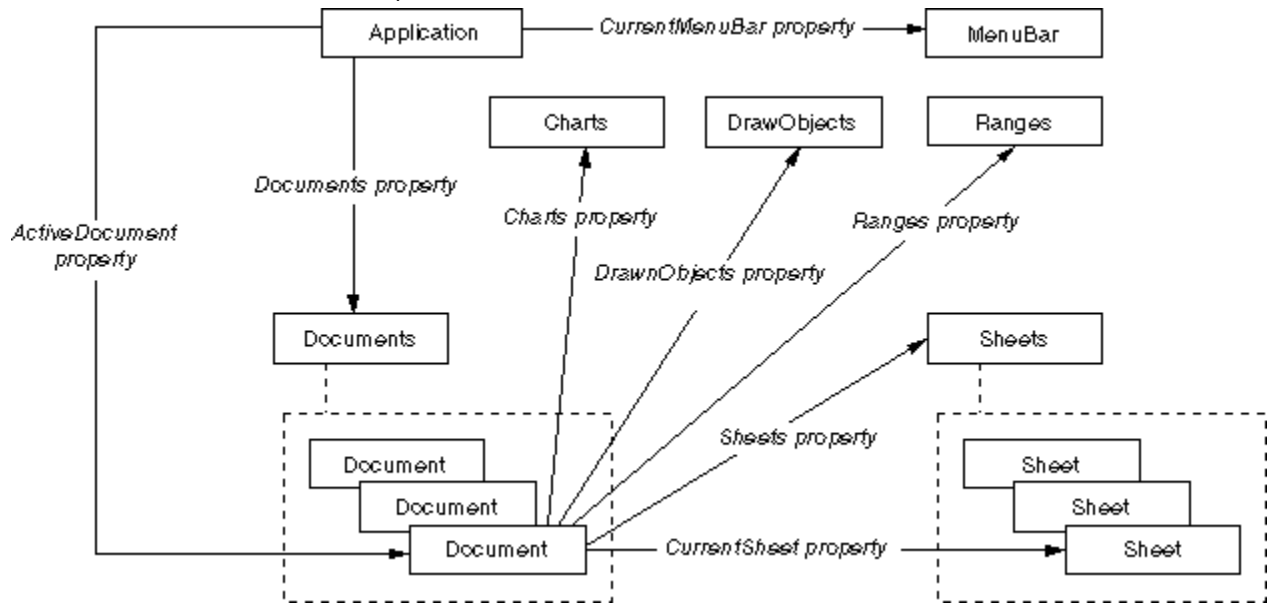 Application
CurrentMenuBar property
MenuBar
Charts
DrawObjects
Ranges
Documents property
Charts property
Ranges property
ActiveDocument
property
DrawnObjects property
Documents
Sheets
Sheets property
Document
Document
Document
CurrentSheet property
Sheet
Sheet
Sheet